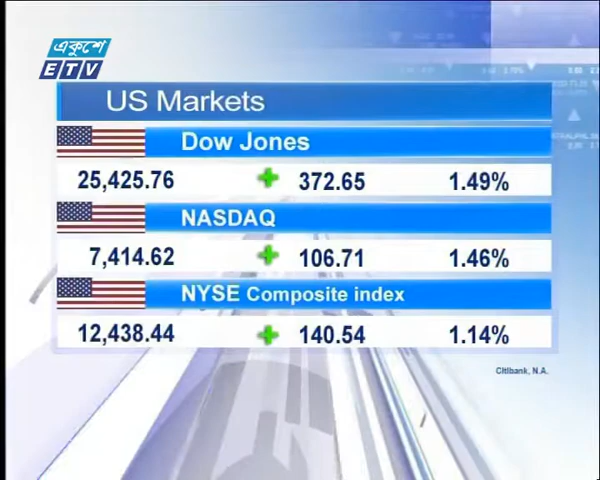 একুশে
ETV
US Markets
Dow Jones
25,425.76 + 372.65 1.49%
NASDAQ
7,414.62 + 106.71 1.46%
NYSE Composite index
12,438.44 + 140.54 1.14%
Citibank, N.A.